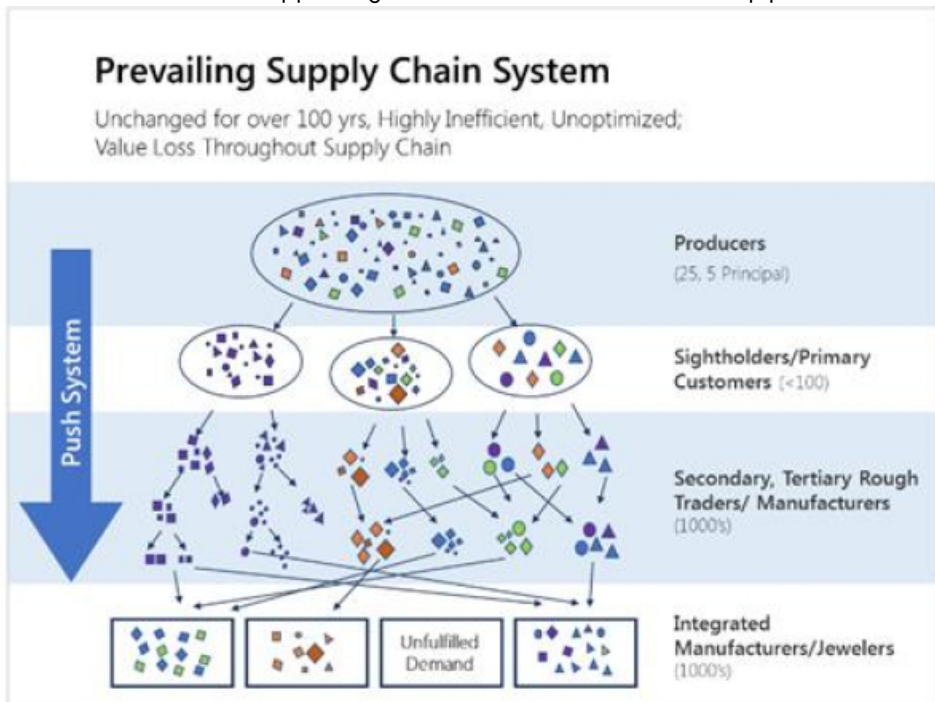 Prevailing Supply Chain System
Unchanged for over 100 yrs, Highly Inefficient, Unoptimized;
Value Loss Throughout Supply Chain
Push System
Producers
(25, 5 Principal)
Sightholders/Primary
Customers (<100)
Secondary, Tertiary Rough
Traders/ Manufacturers
(1000's)
Unfulfilled
Demand
Integrated
Manufacturers/Jewelers
(1000's)